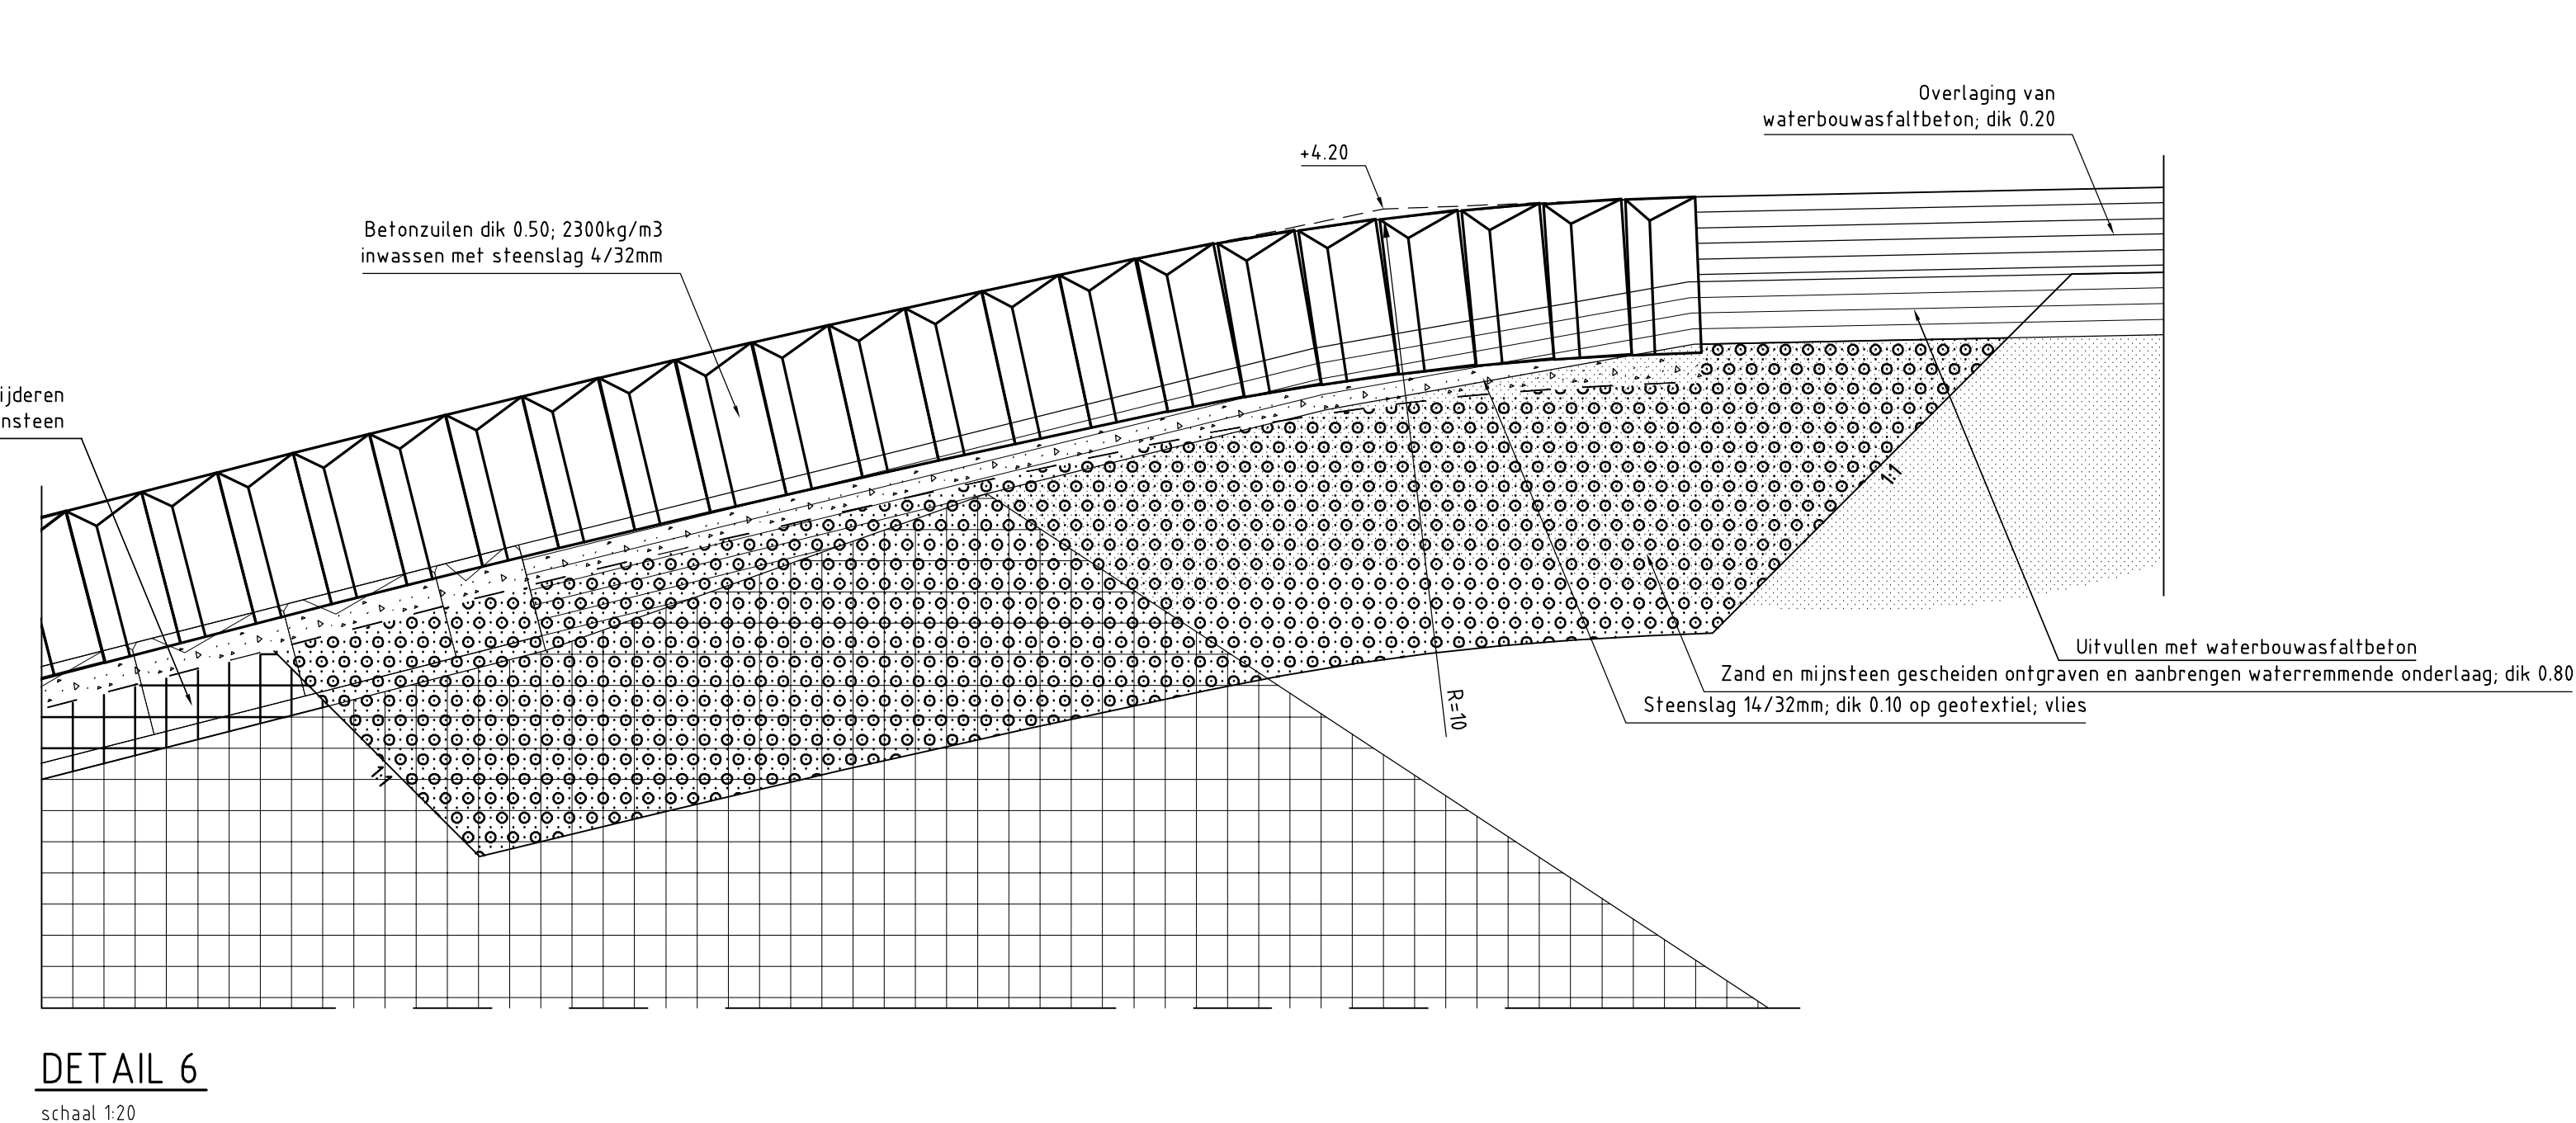 Overlaging van
waterbouwasfaltbeton; dik 0.20
+4.20
Betonzuilen dik 0.50; 2300kg/m3
inwassen met steenslag 4/32mm
ijderen
nsteen
1:1
1:1
R=10
Uitvullen met waterbouwasfaltbeton
Zand en mijnsteen gescheiden ontgraven en aanbrengen waterremmende onderlaag; dik 0.80
Steenslag 14/32mm; dik 0.10 op geotextiel; vlies
DETAIL 6
schaal 1:20